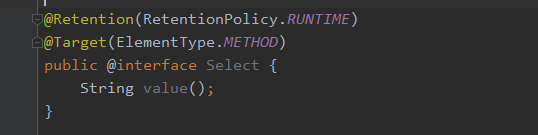 @Retention(RetentionPolicy.RUNTIME)
@Target(ElementType.METHOD)
public @interface Select {
    String value();
}